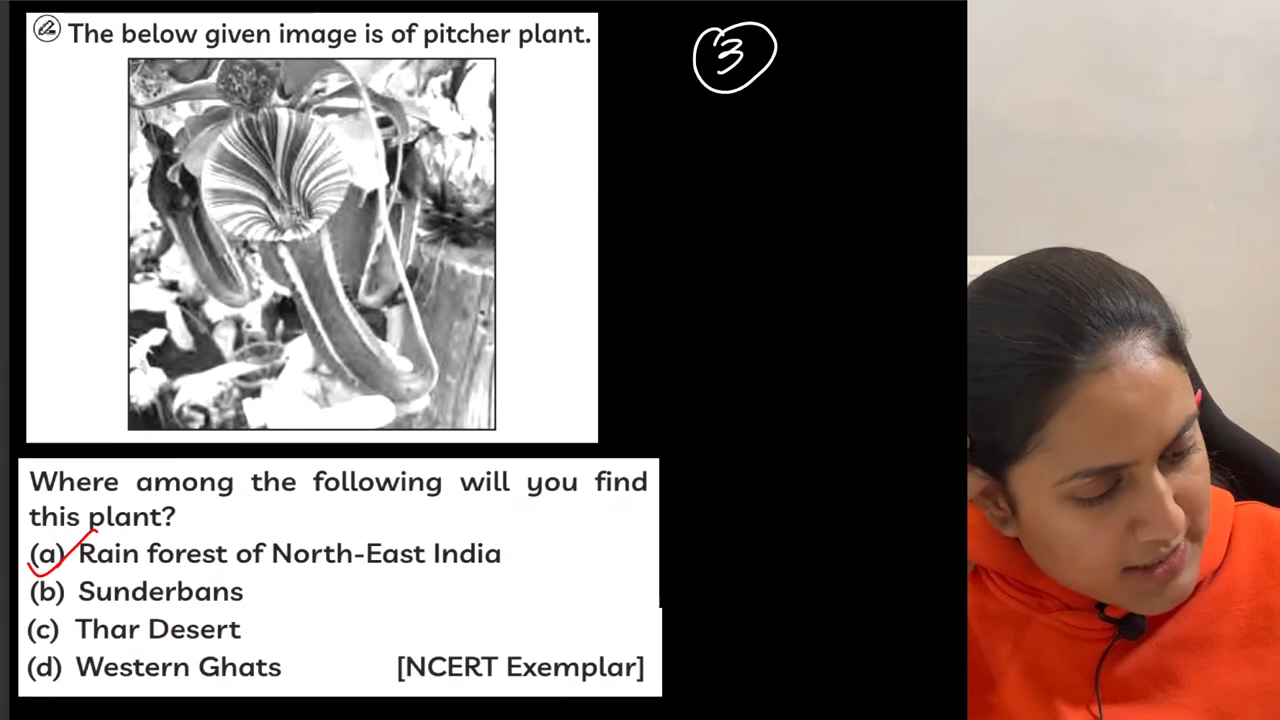 The below given image is of pitcher plant.
3
Where among the following will you find
this plant?
(a) Rain forest of North-East India
(b) Sunderbans
(c) Thar Desert
(d) Western Ghats [NCERT Exemplar]